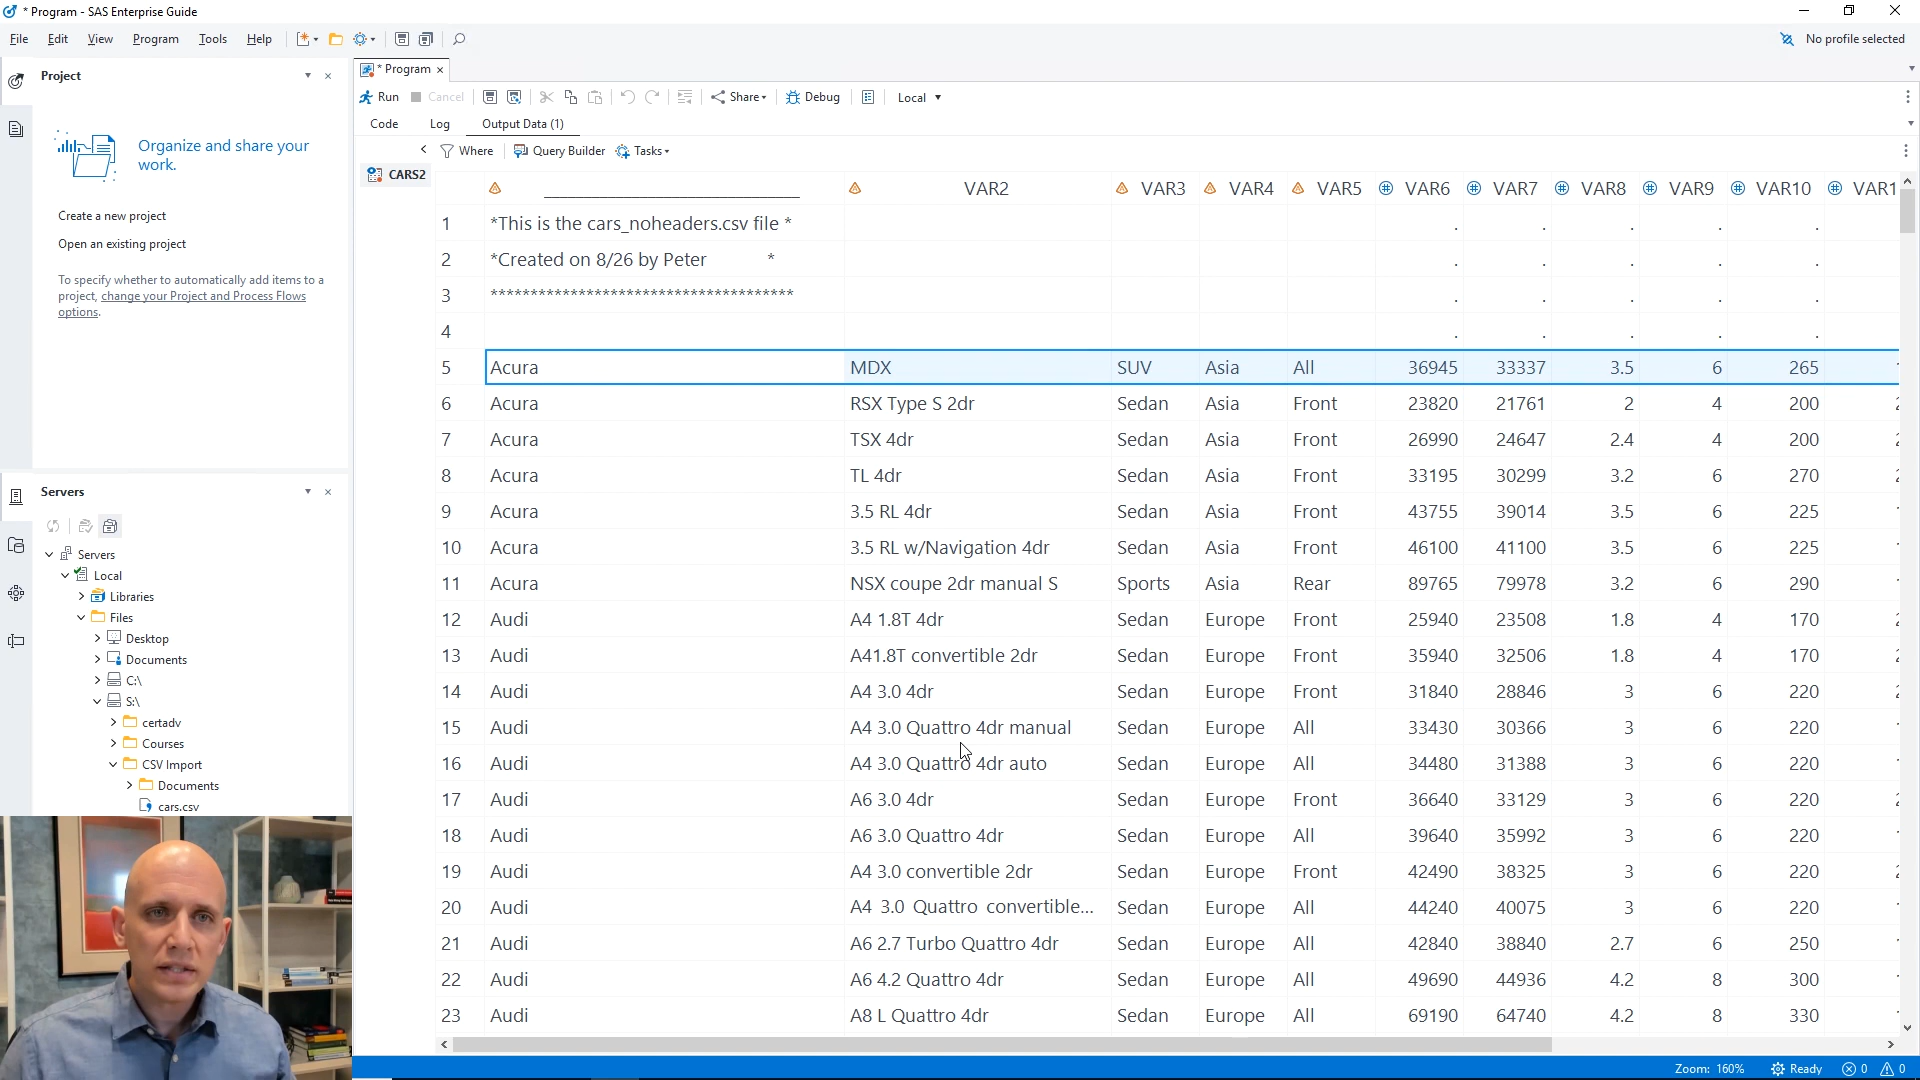 * Program - SAS Enterprise Guide
File Edit View Program Tools Help
No profile selected
Project
Organize and share your
work.
Create a new project
Open an existing project
To specify whether to automatically add items to a
project, change your Project and Process Flows
options.
Servers
Servers
Local
Libraries
Files
Desktop
Documents
C:\
S:\
certadv
Courses
CSV Import
Documents
cars.csv
* Program
Run Cancel Share Debug Local
Code Log Output Data (1)
Where Query Builder Tasks
CARS2
VAR2 VAR3 VAR4 VAR5 VAR6 VAR7 VAR8 VAR9 VAR10 VAR1
1 *This is the cars_noheaders.csv file * . . . . .
2 *Created on 8/26 by Peter * . . . . .
3 ************************************** . . . . .
4 . . . . .
5 Acura MDX SUV Asia All 36945 33337 3.5 6 265
6 Acura RSX Type S 2dr Sedan Asia Front 23820 21761 2 4 200
7 Acura TSX 4dr Sedan Asia Front 26990 24647 2.4 4 200
8 Acura TL 4dr Sedan Asia Front 33195 30299 3.2 6 270
9 Acura 3.5 RL 4dr Sedan Asia Front 43755 39014 3.5 6 225
10 Acura 3.5 RL w/Navigation 4dr Sedan Asia Front 46100 41100 3.5 6 225
11 Acura NSX coupe 2dr manual S Sports Asia Rear 89765 79978 3.2 6 290
12 Audi A4 1.8T 4dr Sedan Europe Front 25940 23508 1.8 4 170
13 Audi A41.8T convertible 2dr Sedan Europe Front 35940 32506 1.8 4 170
14 Audi A4 3.0 4dr Sedan Europe Front 31840 28846 3 6 220
15 Audi A4 3.0 Quattro 4dr manual Sedan Europe All 33430 30366 3 6 220
16 Audi A4 3.0 Quattro 4dr auto Sedan Europe All 34480 31388 3 6 220
17 Audi A6 3.0 4dr Sedan Europe Front 36640 33129 3 6 220
18 Audi A6 3.0 Quattro 4dr Sedan Europe All 39640 35992 3 6 220
19 Audi A4 3.0 convertible 2dr Sedan Europe Front 42490 38325 3 6 220
20 Audi A4 3.0 Quattro convertible... Sedan Europe All 44240 40075 3 6 220
21 Audi A6 2.7 Turbo Quattro 4dr Sedan Europe All 42840 38840 2.7 6 250
22 Audi A6 4.2 Quattro 4dr Sedan Europe All 49690 44936 4.2 8 300
23 Audi A8 L Quattro 4dr Sedan Europe All 69190 64740 4.2 8 330
Zoom: 160% Ready 0 0